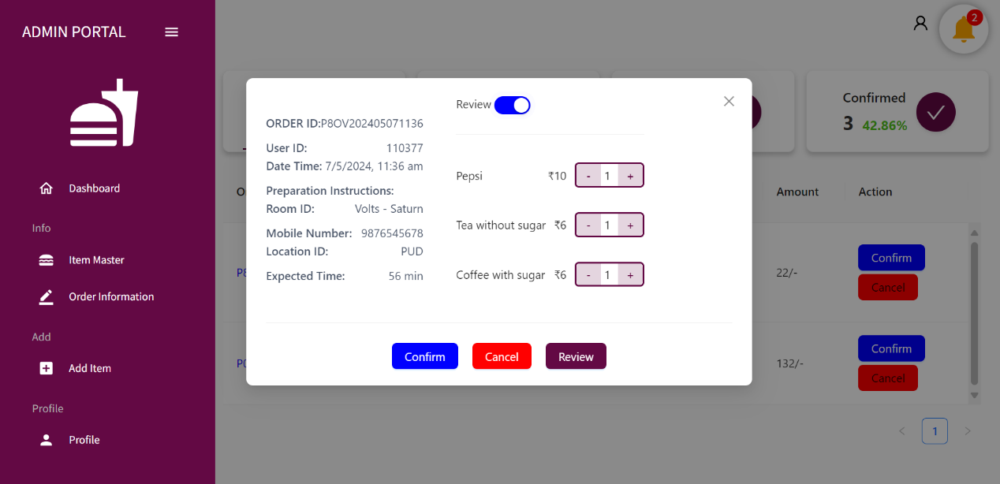 ADMIN PORTAL
Dashboard
Info
Item Master
Order Information
Add
Add Item
Profile
Profile
2
Confirmed
3 42.86%
Review
ORDER ID:P8OV202405071136
User ID: 110377
Date Time: 7/5/2024, 11:36 am
Preparation Instructions:
Room ID: Volts - Saturn
Mobile Number: 9876545678
Location ID: PUD
Expected Time: 56 min
Pepsi ₹10 - 1 +
Tea without sugar ₹6 - 1 +
Coffee with sugar ₹6 - 1 +
Confirm Cancel Review
Amount Action
22/- Confirm
Cancel
132/- Confirm
Cancel
< 1 >